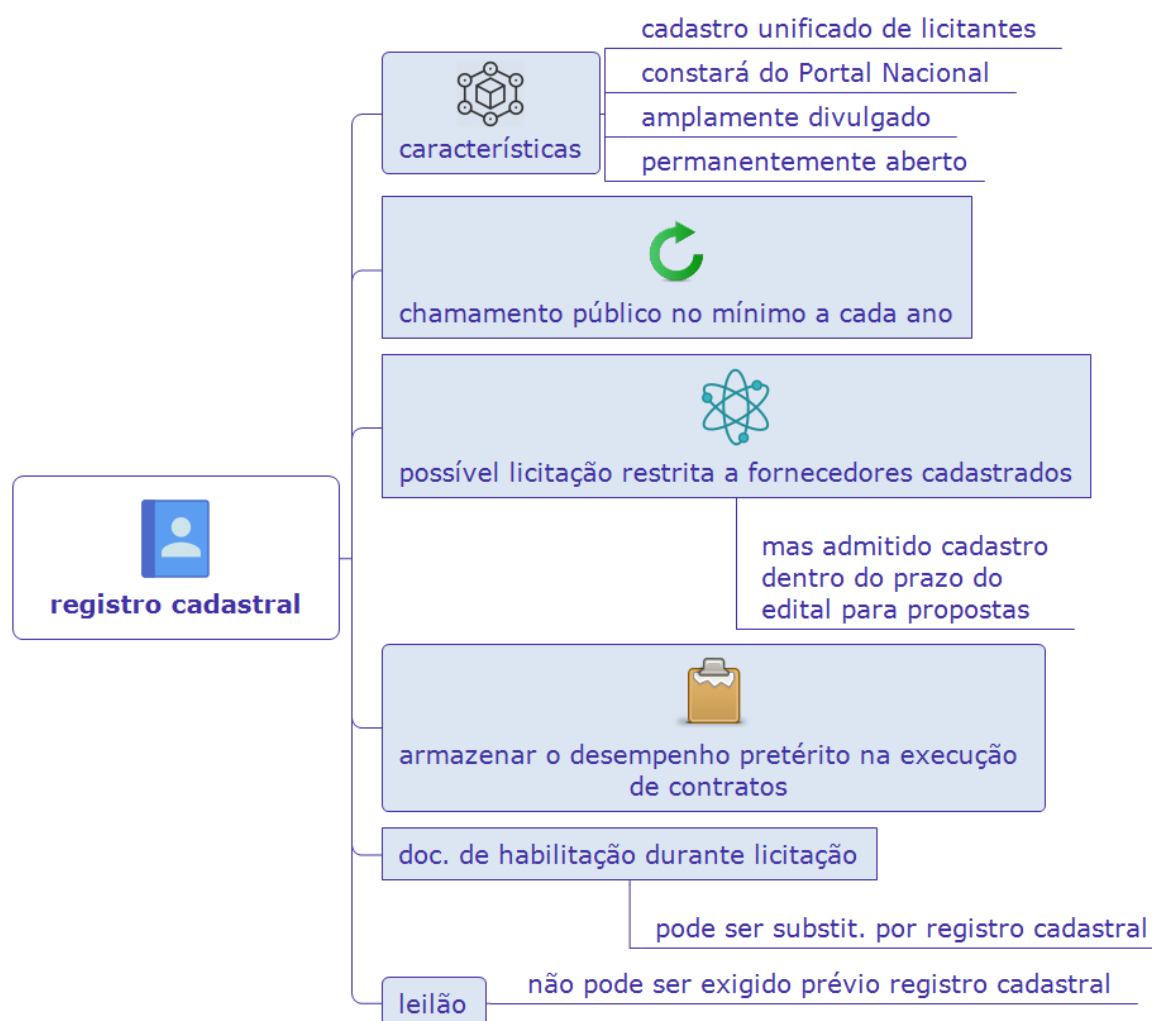 cadastro unificado de licitantes
constará do Portal Nacional
amplamente divulgado
permanentemente aberto
características
chamamento público no mínimo a cada ano
possível licitação restrita a fornecedores cadastrados
mas admitido cadastro
dentro do prazo do
edital para propostas
registro cadastral
armazenar o desempenho pretérito na execução
de contratos
doc. de habilitação durante licitação
pode ser substit. por registro cadastral
leilão
não pode ser exigido prévio registro cadastral